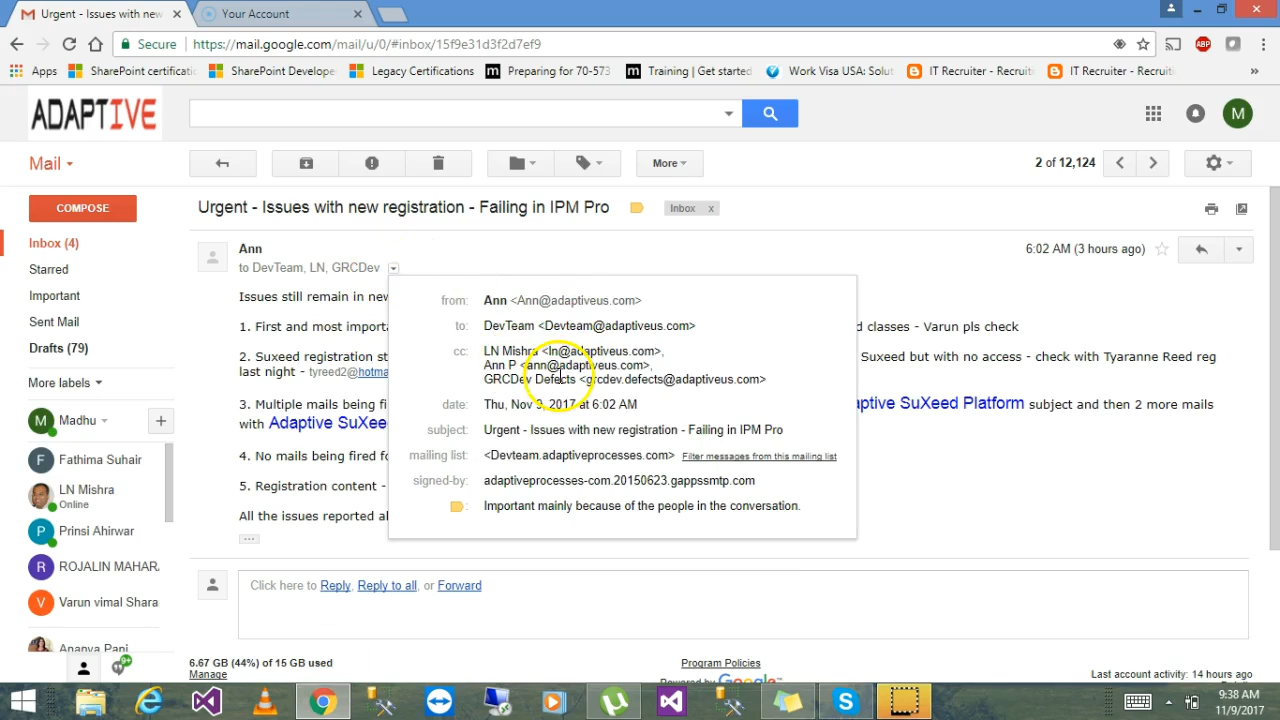 Urgent - Issues with new
Your Account
Secure https://mail.google.com/mail/u/0/#inbox/15f9e31d3f2d7ef9
ABP
Apps SharePoint certificati SharePoint Develope Legacy Certifications Preparing for 70-573 Training | Get started Work Visa USA: Solut IT Recruiter - Recruiti IT Recruiter - Recruiti »
ADAPTIVE
M
Mail
More
2 of 12,124
COMPOSE
Urgent - Issues with new registration - Failing in IPM Pro
Inbox x
Inbox (4)
Starred
Important
Sent Mail
Drafts (79)
More labels
Madhu
F Fathima Suhair
LN Mishra
Online
P Prinsi Ahirwar
R ROJALIN MAHARA
V Varun vimal Shara
Ananya Pani
9+
Ann
6:02 AM (3 hours ago)
to DevTeam, LN, GRCDev
Issues still remain in new
1. First and most importa d classes - Varun pls check
2. Suxeed registration st Suxeed but with no access - check with Tyaranne Reed reg
last night - tyreed2@hotma
3. Multiple mails being fi aptive SuXeed Platform subject and then 2 more mails
with Adaptive SuXeed
4. No mails being fired fo
5. Registration content -
All the issues reported al
...
from: Ann <Ann@adaptiveus.com>
to: DevTeam <Devteam@adaptiveus.com>
cc: LN Mishra <ln@adaptiveus.com>,
Ann P <ann@adaptiveus.com>,
GRCDev Defects <grcdev.defects@adaptiveus.com>
date: Thu, Nov 9, 2017 at 6:02 AM
subject: Urgent - Issues with new registration - Failing in IPM Pro
mailing list: <Devteam.adaptiveprocesses.com> Filter messages from this mailing list
signed-by: adaptiveprocesses-com.20150623.gappssmtp.com
: Important mainly because of the people in the conversation.
Click here to Reply, Reply to all, or Forward
6.67 GB (44%) of 15 GB used
Manage
Program Policies
Powered by Google
Last account activity: 14 hours ago
9:38 AM
11/9/2017